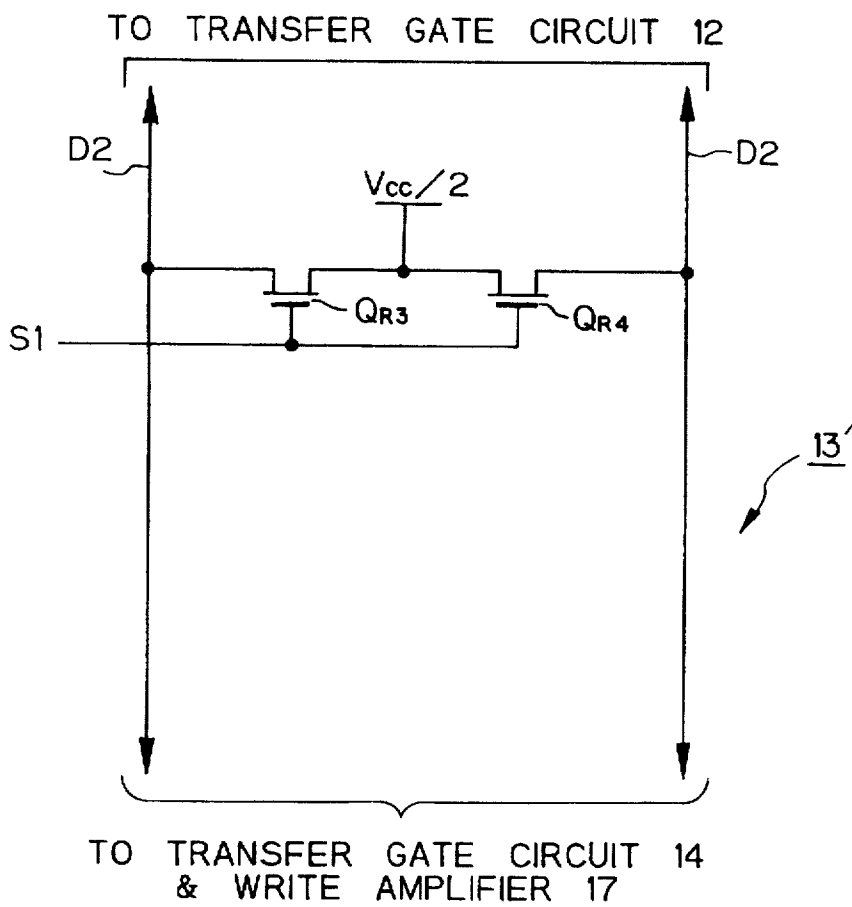 TO TRANSFER GATE CIRCUIT 12
D2
D2
Vcc/2
QR3
QR4
S1
13'
TO TRANSFER GATE CIRCUIT 14
& WRITE AMPLIFIER 17